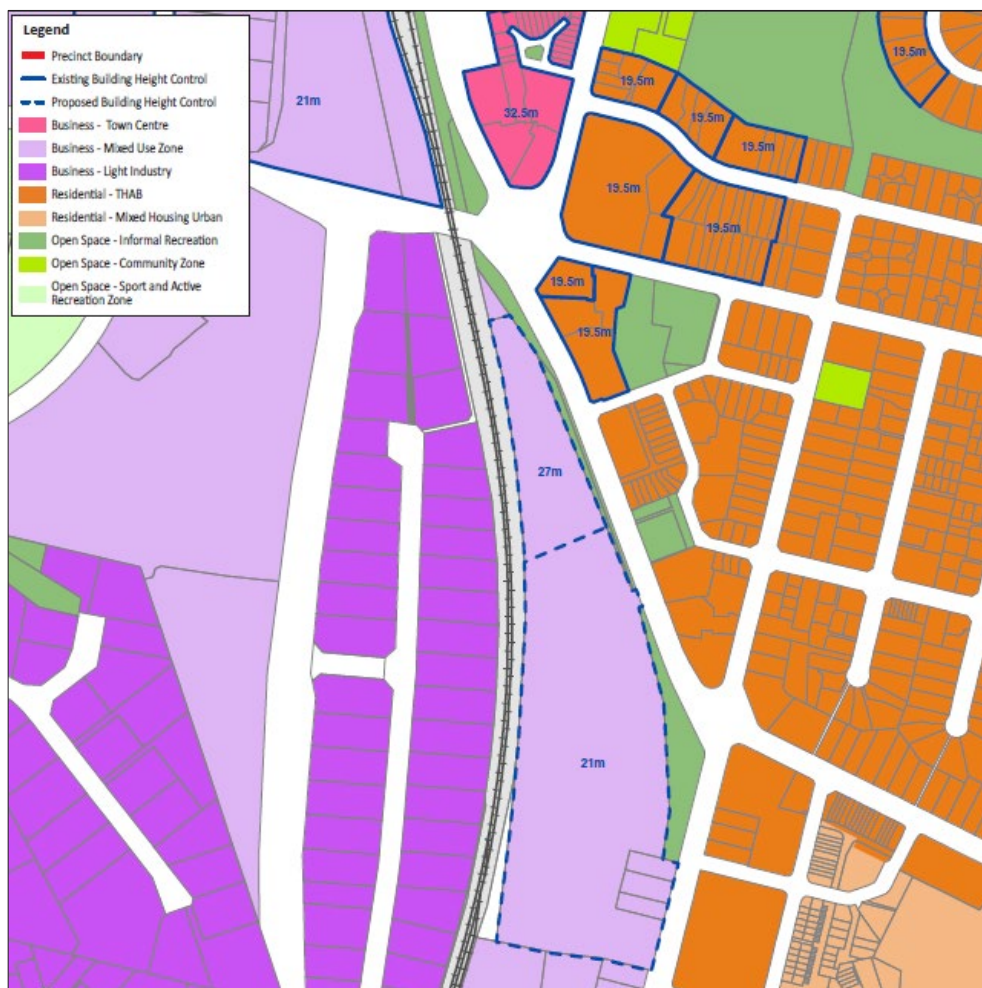 Legend
Precinct Boundary
Existing Building Height Control
Proposed Building Height Control
Business - Town Centre
Business - Mixed Use Zone
Business - Light Industry
Residential - THAB
Residential - Mixed Housing Urban
Open Space - Informal Recreation
Open Space - Community Zone
Open Space - Sport and Active
Recreation Zone
21m
32.5m
19.5m
19.5m
19.5m
19.5m
19.5m
19.5m
19.5m
19.5m
27m
21m